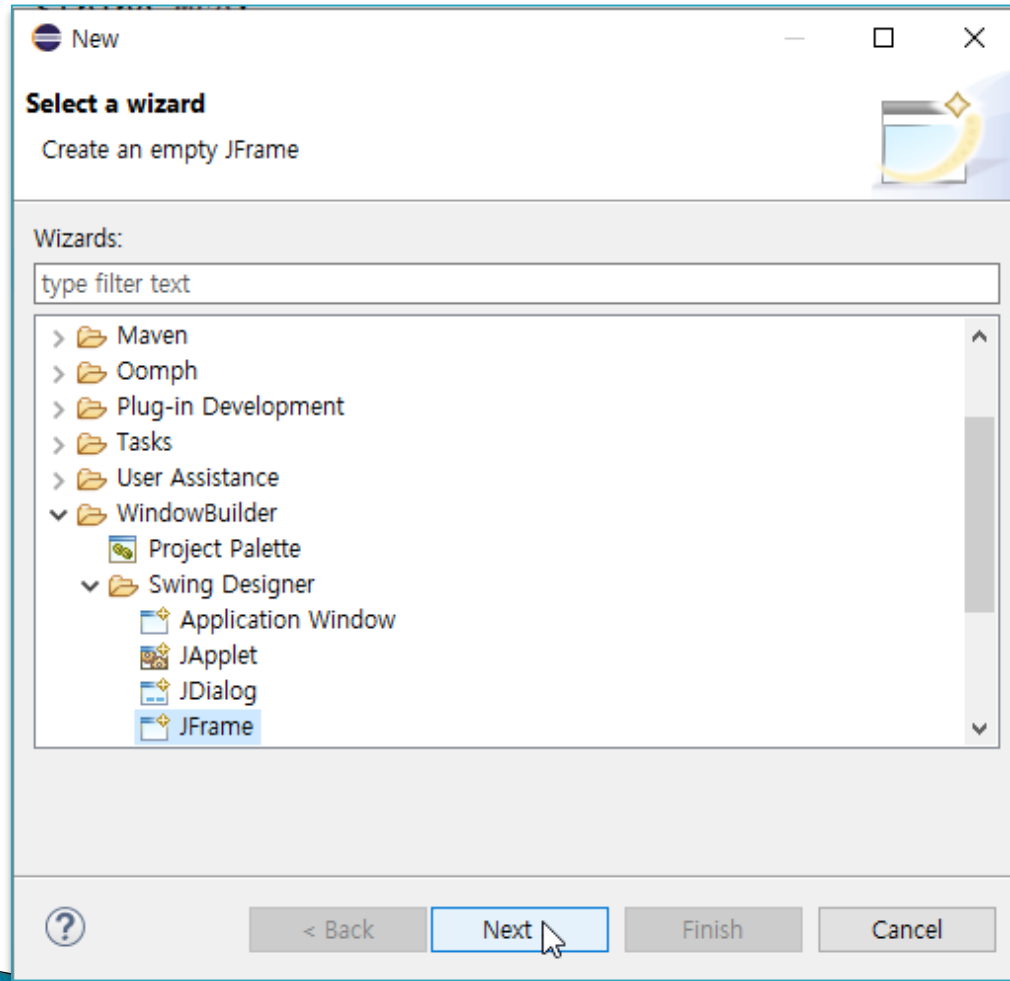 New
Select a wizard
Create an empty JFrame
Wizards:
type filter text
Maven
Oomph
Plug-in Development
Tasks
User Assistance
WindowBuilder
Project Palette
Swing Designer
Application Window
JApplet
JDialog
JFrame
< Back Next Finish Cancel